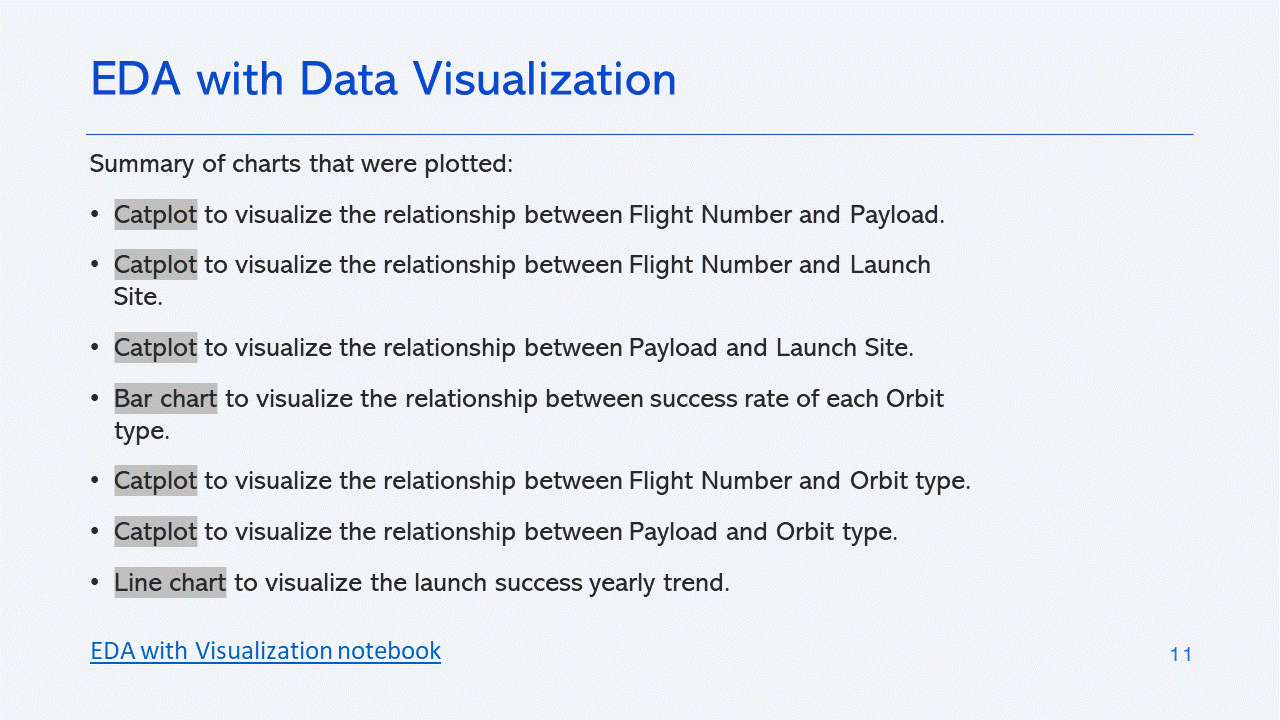 EDA with Data Visualization
Summary of charts that were plotted:
• Catplot to visualize the relationship between Flight Number and Payload.
• Catplot to visualize the relationship between Flight Number and Launch
Site.
• Catplot to visualize the relationship between Payload and Launch Site.
• Bar chart to visualize the relationship between success rate of each Orbit
type.
• Catplot to visualize the relationship between Flight Number and Orbit type.
• Catplot to visualize the relationship between Payload and Orbit type.
• Line chart to visualize the launch success yearly trend.
EDA with Visualization notebook
11